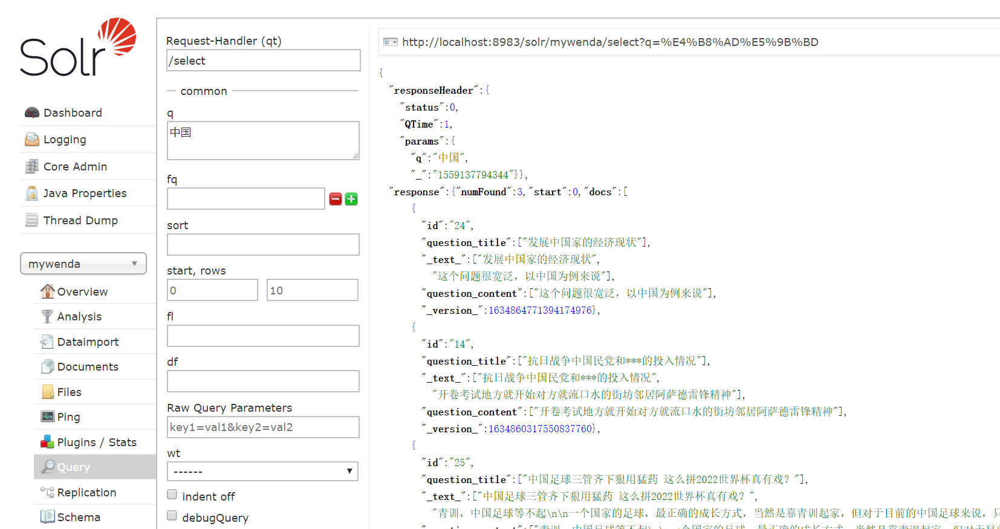 Solr
Dashboard
Logging
Core Admin
Java Properties
Thread Dump
mywenda
Overview
Analysis
Dataimport
Documents
Files
Ping
Plugins / Stats
Query
Replication
Schema
Request-Handler (qt)
/select
common
q
中国
fq
sort
start, rows
0
10
fl
df
Raw Query Parameters
key1=val1&key2=val2
wt
------
indent off
debugQuery
http://localhost:8983/solr/mywenda/select?q=%E4%B8%AD%E5%9B%BD
{
"responseHeader":{
"status":0,
"QTime":1,
"params":{
"q":"中国",
"_":"1559137794344"}},
"response":{"numFound":3,"start":0,"docs":[
{
"id":"24",
"question_title":["发展中国家的经济现状"],
"_text_":["发展中国家的经济现状",
"这个问题很宽泛，以中国为例来说"],
"question_content":["这个问题很宽泛，以中国为例来说"],
"_version_":1634864771394174976},
{
"id":"14",
"question_title":["抗日战争中国民党和***的投入情况"],
"_text_":["抗日战争中国民党和***的投入情况",
"开卷考试地方就开始对方就流口水的街坊邻居阿萨德雷锋精神"],
"question_content":["开卷考试地方就开始对方就流口水的街坊邻居阿萨德雷锋精神"],
"_version_":1634860317550837760},
{
"id":"25",
"question_title":["中国足球三管齐下狠用猛药 这么拼2022世界杯真有戏？"],
"_text_":["中国足球三管齐下狠用猛药 这么拼2022世界杯真有戏？",
"青训，中国足球等不起\n\n一个国家的足球，最正确的成长方式，当然是靠青训起家，但对于目前的中国足球来说，只